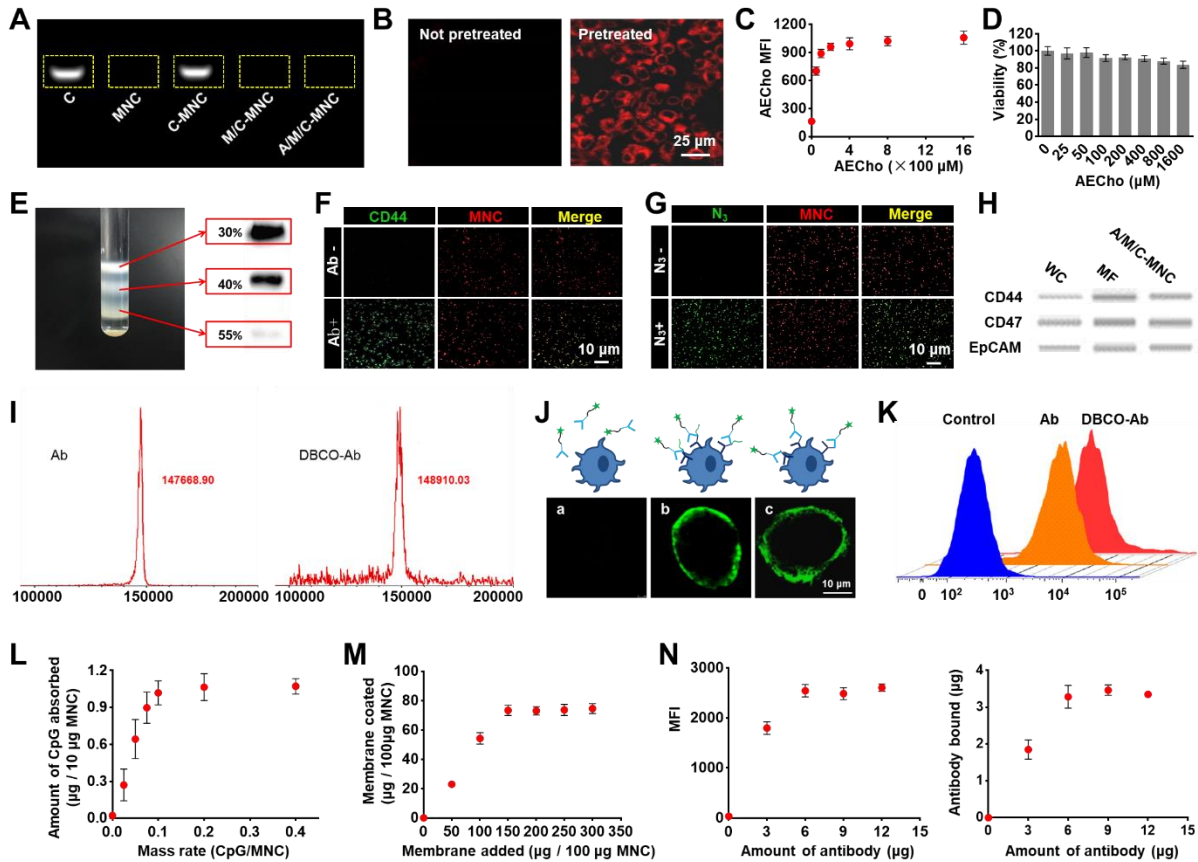 A
C
MNC
C-MNC
M/C-MNC
A/M/C-MNC
B
Not pretreated
Pretreated
25 µm
C
AECho MFI
1200
900
600
300
0
0 4 8 12 16
AECho (×100 µM)
D
Viability (%)
120
100
80
60
40
20
0
0 25 50 100 200 400 800 1600
AECho (µM)
E
30%
40%
55%
F
CD44 MNC Merge
Ab -
Ab+
10 µm
G
N₃ MNC Merge
N₃ -
N₃+
10 µm
H
WC MF A/M/C-MNC
CD44
CD47
EpCAM
I
Ab
147668.90
100000 150000 200000
DBCO-Ab
148910.03
100000 150000 200000
J
a b c
10 µm
K
Control Ab DBCO-Ab
0 10² 10³ 10⁴ 10⁵
L
Amount of CpG absorbed
(µg / 10 µg MNC)
1.2
0.9
0.6
0.3
0.0
0.0 0.1 0.2 0.3 0.4
Mass rate (CpG/MNC)
M
Membrane coated
(µg / 100µg MNC)
100
80
60
40
20
0
0 50 100 150 200 250 300 350
Membrane added (µg / 100 µg MNC)
N
MFI
3000
2000
1000
0
0 3 6 9 12 15
Amount of antibody (µg)
Antibody bound (µg)
4
3
2
1
0
0 3 6 9 12 15
Amount of antibody (µg)